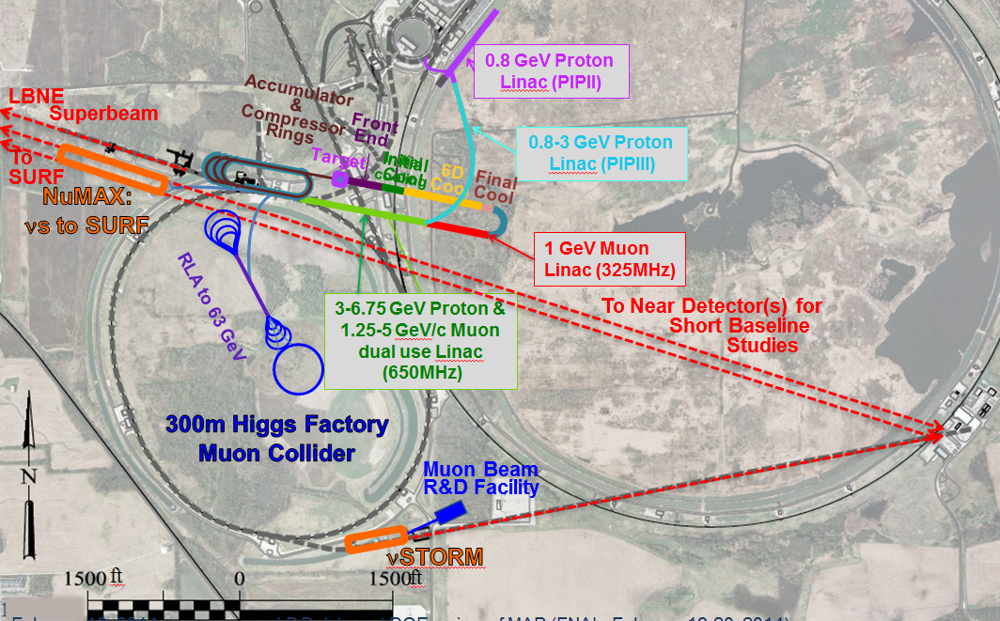 0.8 GeV Proton
Linac (PIPII)
LBNE
Superbeam
To
SURF
Accumulator
&
Compressor
Rings
Front
End
Target
Initial
Cool
6D
Coo
Final
Cool
0.8-3 GeV Proton
Linac (PIPIII)
NuMAX:
νs to SURF
1 GeV Muon
Linac (325MHz)
RLA to 63 GeV
3-6.75 GeV Proton &
1.25-5 GeV/c Muon
dual use Linac
(650MHz)
To Near Detector(s) for
Short Baseline
Studies
300m Higgs Factory
Muon Collider
N
Muon Beam
R&D Facility
νSTORM
1500 ft
0
1500ft